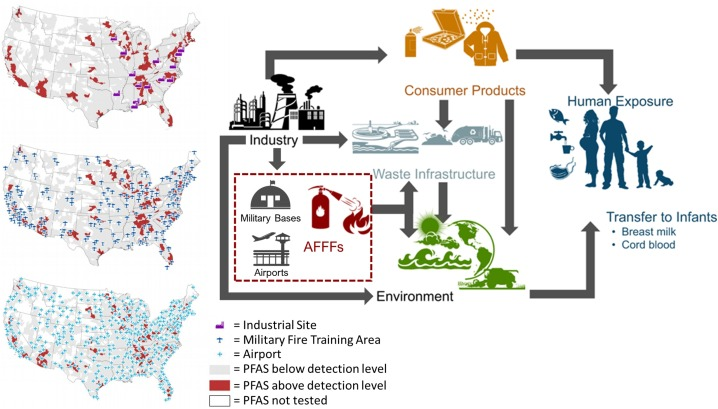 Consumer Products
Human Exposure
Industry
Waste Infrastructure
Military Bases
AFFFs
Airports
Transfer to Infants
• Breast milk
• Cord blood
Environment
= Industrial Site
= Military Fire Training Area
= Airport
= PFAS below detection level
= PFAS above detection level
= PFAS not tested